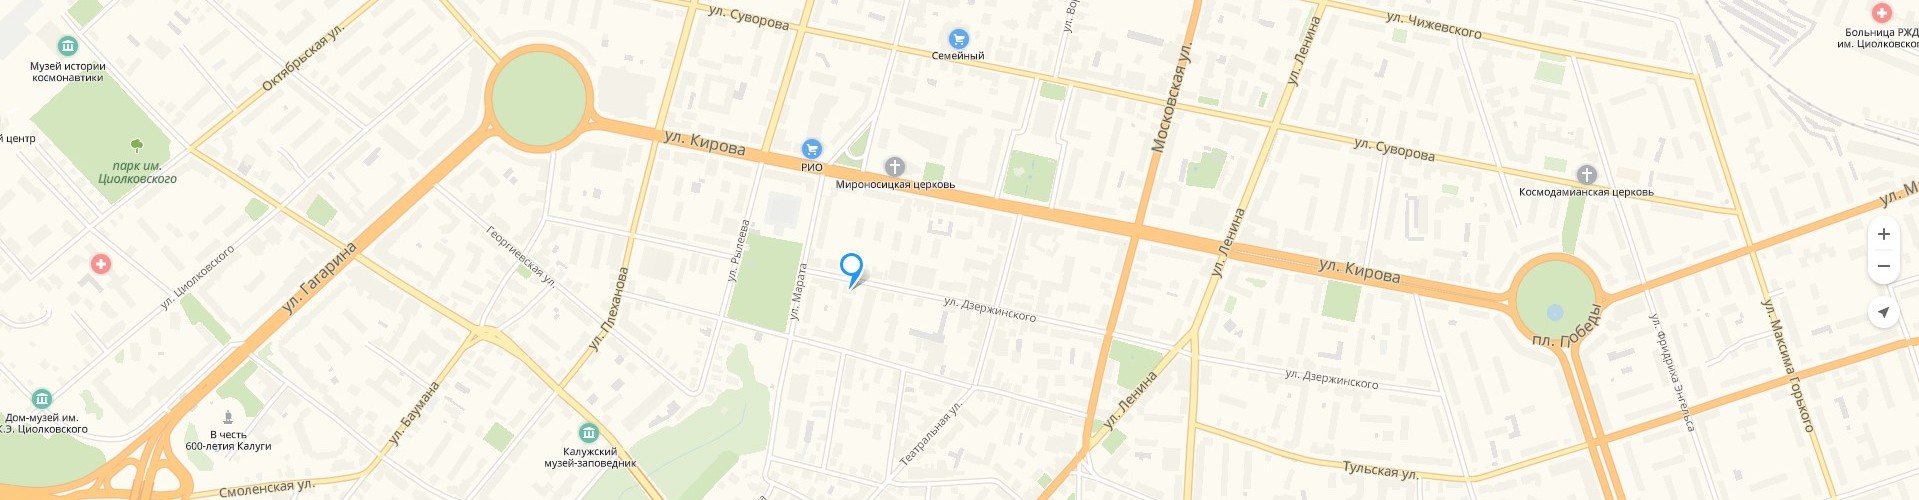 ул. Суворова
ул. Чижевского
Больница РЖД
им. Циолковского
Семейный
Музей истории
космонавтики
Октябрьская ул.
Московская ул.
ул. Ленина
й центр
парк им.
Циолковского
ул. Кирова
РИО
Мироносицкая церковь
ул. Суворова
Космодамианская церковь
ул. Ма
ул. Гагарина
ул. Циолковского
Георгиевская ул.
ул. Плеханова
ул. Рылеева
ул. Марата
ул. Дзержинского
ул. Ленина
ул. Кирова
пл. Победы
ул. Фридриха Энгельса
ул. Максима Горького
ул. Дзержинского
ул. Ленина
Дом-музей им.
К.Э. Циолковского
В честь
600-летия Калуги
ул. Баумана
Калужский
музей-заповедник
Театральная ул.
Тульская ул.
Смоленская ул.